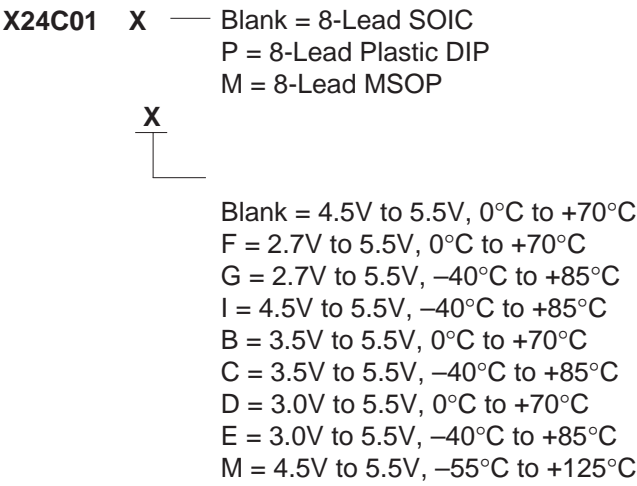 X24C01 X Blank = 8-Lead SOIC
P = 8-Lead Plastic DIP
M = 8-Lead MSOP
X
Blank = 4.5V to 5.5V, 0°C to +70°C
F = 2.7V to 5.5V, 0°C to +70°C
G = 2.7V to 5.5V, –40°C to +85°C
I = 4.5V to 5.5V, –40°C to +85°C
B = 3.5V to 5.5V, 0°C to +70°C
C = 3.5V to 5.5V, –40°C to +85°C
D = 3.0V to 5.5V, 0°C to +70°C
E = 3.0V to 5.5V, –40°C to +85°C
M = 4.5V to 5.5V, –55°C to +125°C